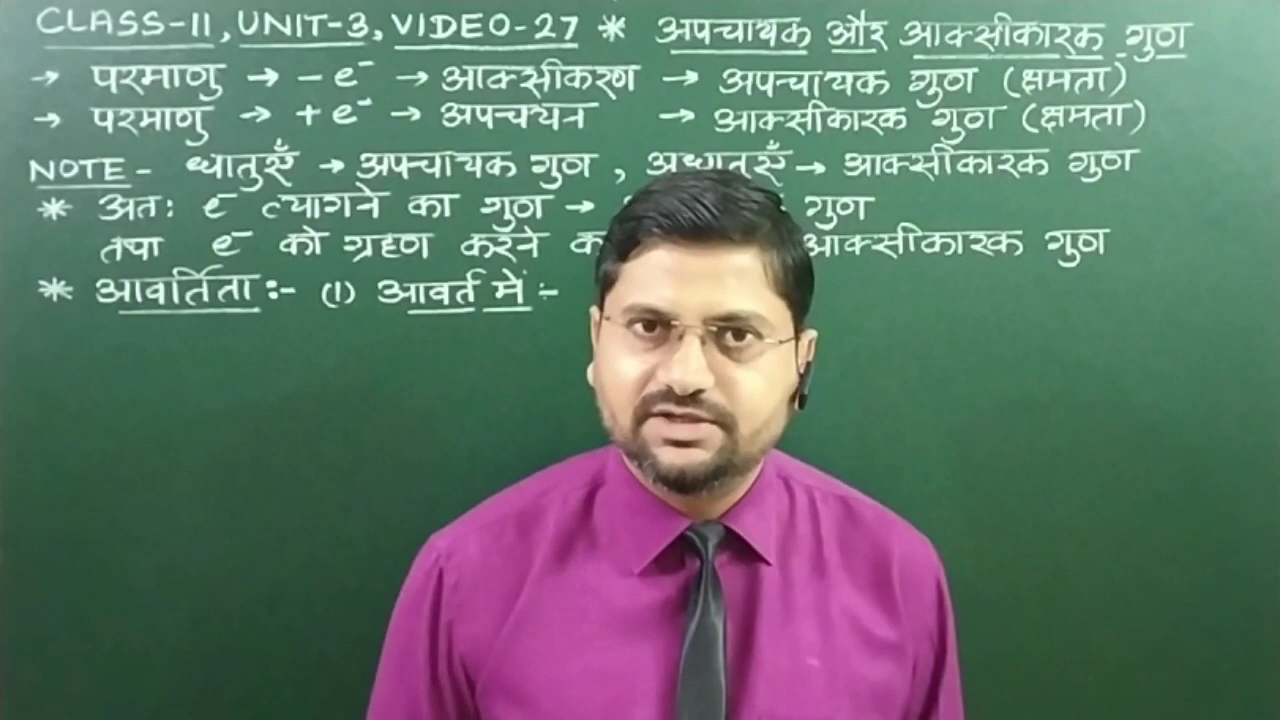 CLASS-11, UNIT-3, VIDEO-27 * अपचायक और आक्सीकारक गुण
→ परमाणु → - e⁻ → आक्सीकरण → अपचायक गुण (क्षमता)
→ परमाणु → + e⁻ → अपचयन → आक्सीकारक गुण (क्षमता)
NOTE - धातुएँ → अपचायक गुण , अधातुएँ → आक्सीकारक गुण
* अतः e⁻ त्यागने का गुण → गुण
तथा e⁻ को ग्रहण करने आक्सीकारक गुण
* आवर्तिता :- (1) आवर्त में :-